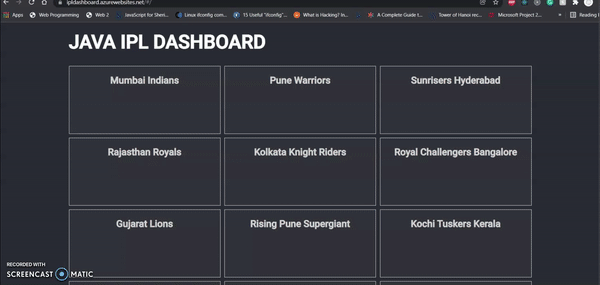 ipldashboard.azurewebsites.net/#/
Apps Web Programming Web 2 JavaScript for Sheri... Linux ifconfig comm... 15 Useful "ifconfig"... What is Hacking? In... A Complete Guide t... Tower of Hanoi rec... Microsoft Project 2... » Reading l
JAVA IPL DASHBOARD
Mumbai Indians Pune Warriors Sunrisers Hyderabad
Rajasthan Royals Kolkata Knight Riders Royal Challengers Bangalore
Gujarat Lions Rising Pune Supergiant Kochi Tuskers Kerala
RECORDED WITH
SCREENCAST MATIC